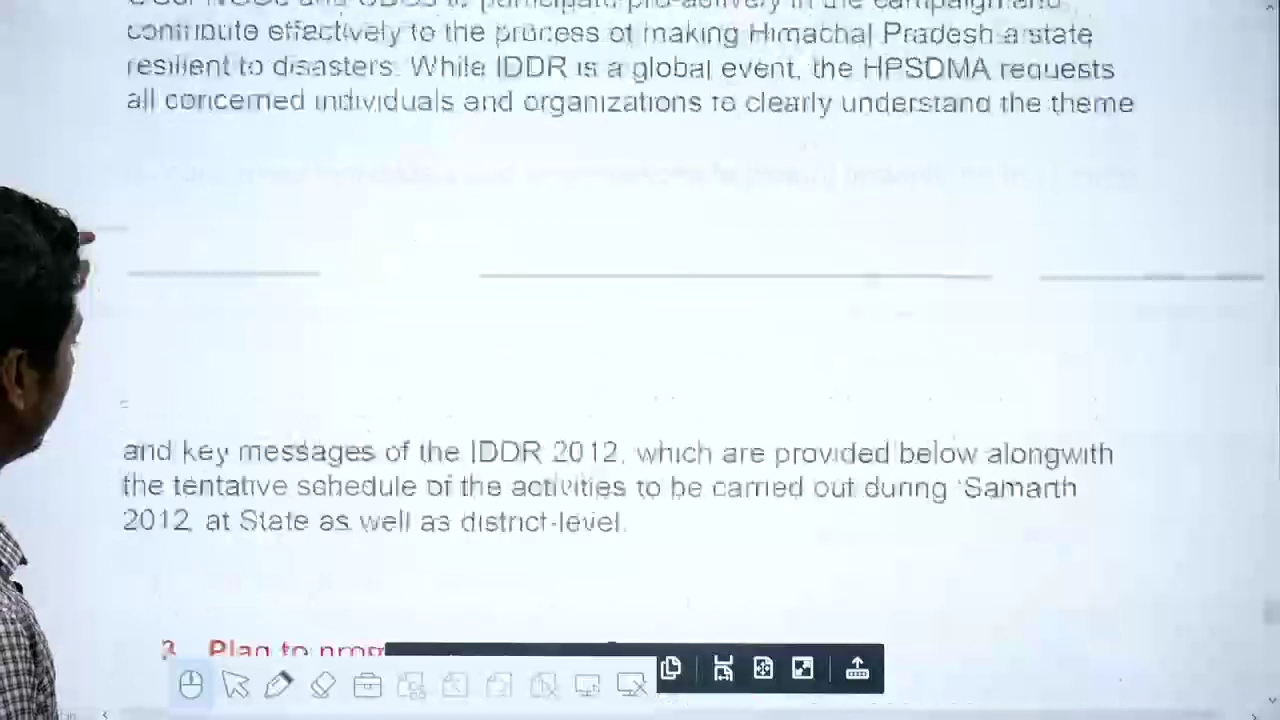 contribute effectively to the process of making Himachal Pradesh a state
resilient to disasters. While IDDR is a global event, the HPSDMA requests
all concerned individuals and organizations to clearly understand the theme
and key messages of the IDDR 2012, which are provided below alongwith
the tentative schedule of the activities to be carried out during 'Samarth
2012, at State as well as district-level.
3. Plan to